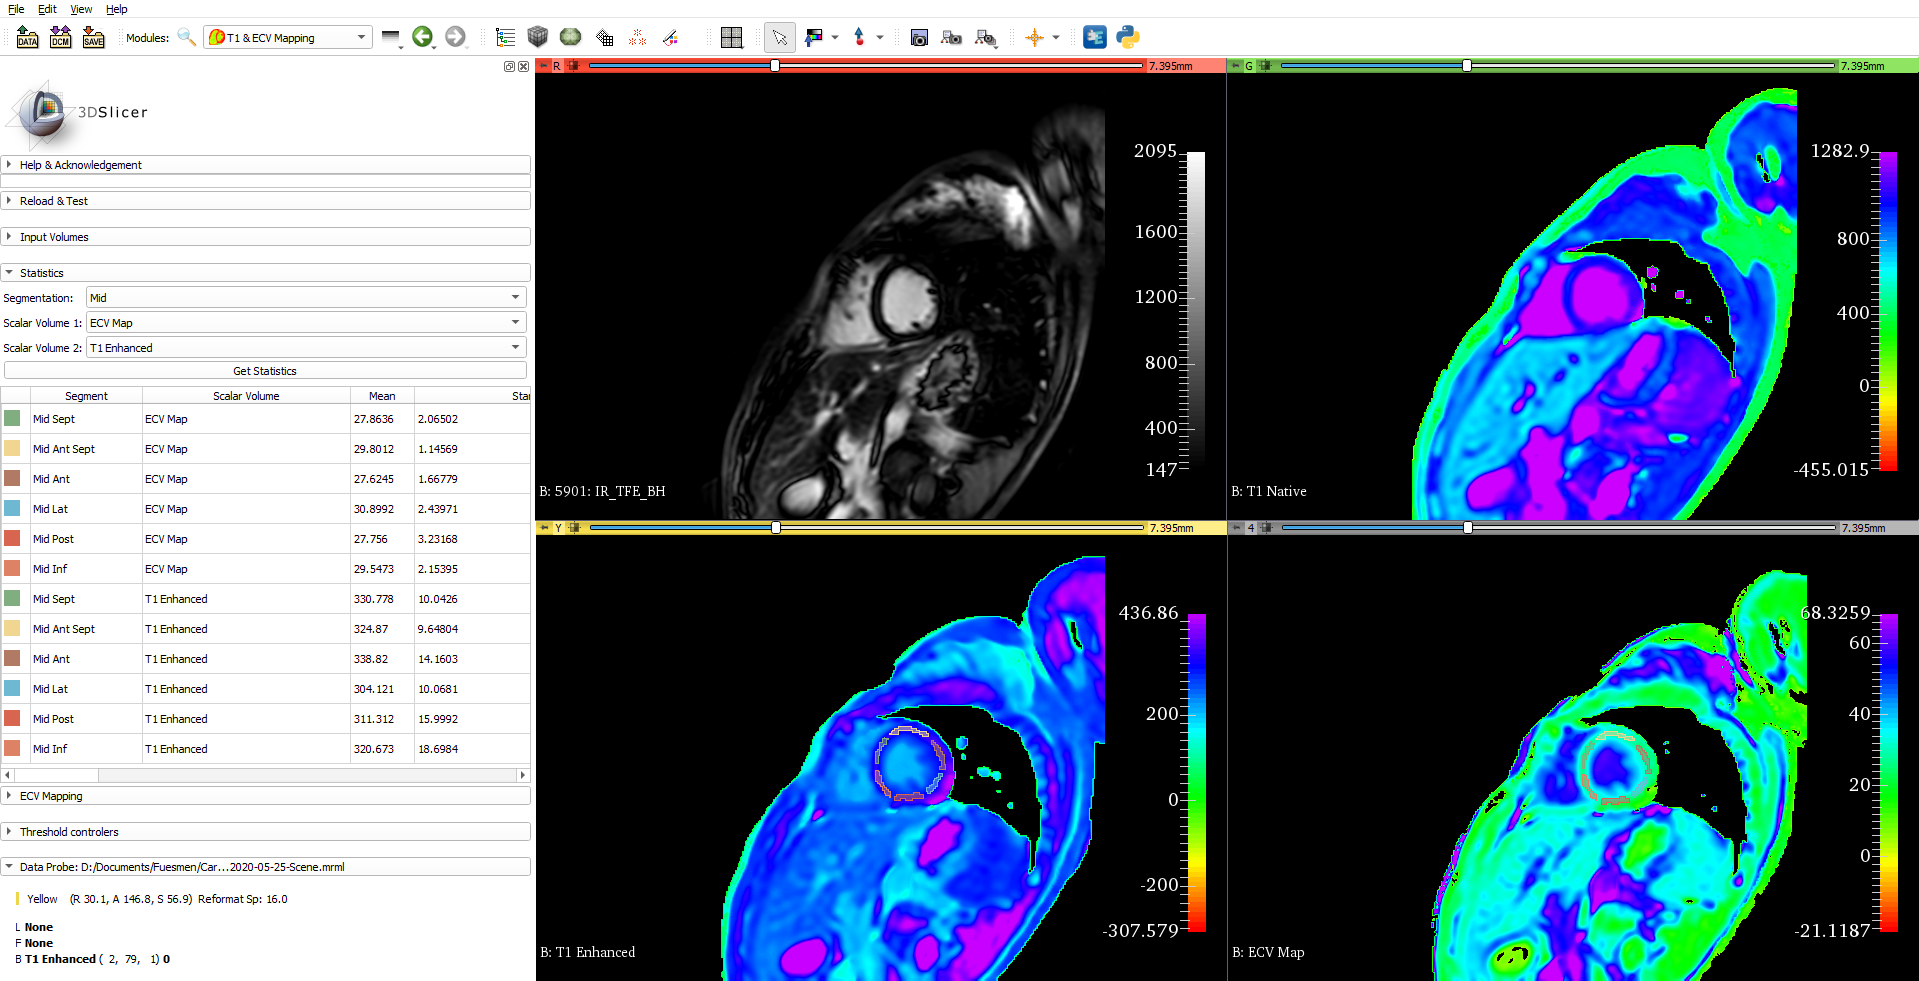 File Edit View Help
DATA DCM SAVE Modules: T1 & ECV Mapping
3DSlicer
Help & Acknowledgement
Reload & Test
Input Volumes
Statistics
Segmentation: Mid
Scalar Volume 1: ECV Map
Scalar Volume 2: T1 Enhanced
Get Statistics
Segment Scalar Volume Mean Star
Mid Sept ECV Map 27.8636 2.06502
Mid Ant Sept ECV Map 29.8012 1.14569
Mid Ant ECV Map 27.6245 1.66779
Mid Lat ECV Map 30.8992 2.43971
Mid Post ECV Map 27.756 3.23168
Mid Inf ECV Map 29.5473 2.15395
Mid Sept T1 Enhanced 330.778 10.0426
Mid Ant Sept T1 Enhanced 324.87 9.64804
Mid Ant T1 Enhanced 338.82 14.1603
Mid Lat T1 Enhanced 304.121 10.0681
Mid Post T1 Enhanced 311.312 15.9992
Mid Inf T1 Enhanced 320.673 18.6984
ECV Mapping
Threshold controlers
Data Probe: D:/Documents/Fuesmen/Car...2020-05-25-Scene.mrml
Yellow (R 30.1, A 146.8, S 56.9) Reformat Sp: 16.0
L None
F None
B T1 Enhanced ( 2, 79, 1) 0
R 7.395mm
2095
1600
1200
800
400
147
B: 5901: IR_TFE_BH
G 7.395mm
1282.9
800
400
0
-455.015
B: T1 Native
Y 7.395mm
436.86
200
0
-200
-307.579
B: T1 Enhanced
4 7.395mm
68.3259
60
40
20
0
-21.1187
B: ECV Map